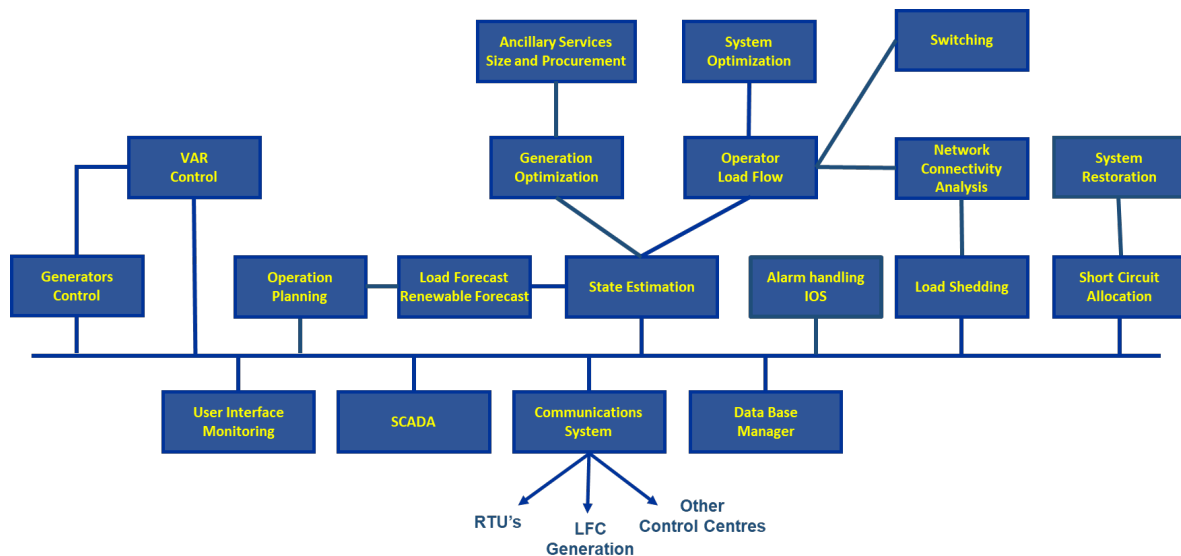 Ancillary Services
Size and Procurement
System
Optimization
Switching
VAR
Control
Generation
Optimization
Operator
Load Flow
Network
Connectivity
Analysis
System
Restoration
Generators
Control
Operation
Planning
Load Forecast
Renewable Forecast
State Estimation
Alarm handling
IOS
Load Shedding
Short Circuit
Allocation
User Interface
Monitoring
SCADA
Communications
System
Data Base
Manager
RTU's
LFC
Generation
Other
Control Centres